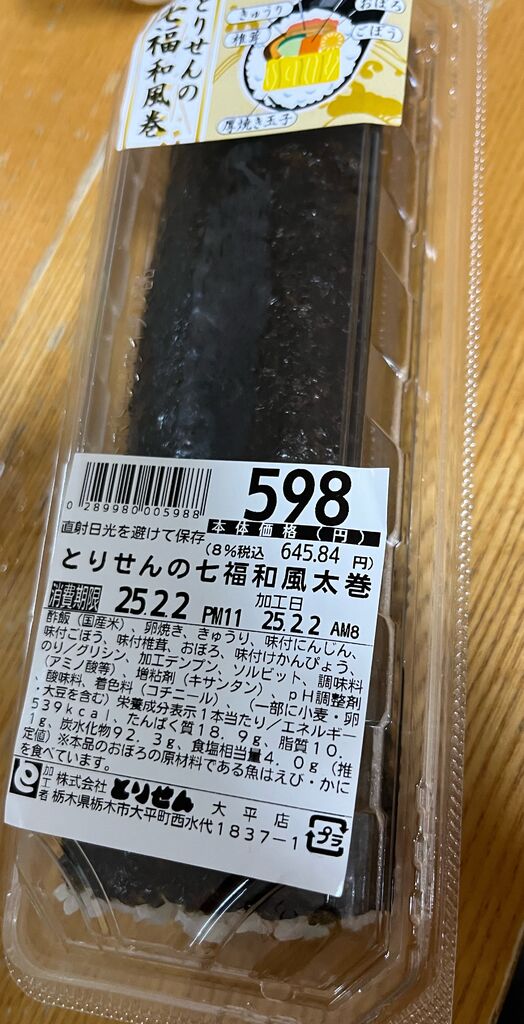 とりせんの
七福和風巻
きゅうり
おぼろ
椎茸
ごぼう
厚焼き玉子
0 289980 005988
598
本体価格(円)
直射日光を避けて保存
(8%税込 645.84 円)
とりせんの七福和風太巻
消費期限 25.2.2 PM11
加工日 25.2.2 AM8
酢飯(国産米)、卵焼き、きゅうり、味付にんじん、
味付ごぼう、味付椎茸、おぼろ、味付けかんぴょう、
のり/グリシン、加工デンプン、ソルビット、調味料
(アミノ酸等)、増粘剤(キサンタン)、pH調整剤
、酸味料、着色料(コチニール)、(一部に小麦・卵
・大豆を含む)栄養成分表示1本当たり/エネルギー
539kcal、たんぱく質18.9g、脂質10.
1g、炭水化物92.3g、食塩相当量4.0g(推
定値)※本品のおぼろの原材料である魚はえび・かに
を食べています。
加工者 株式会社とりせん 大平店
栃木県栃木市大平町西水代1837-1
プラ